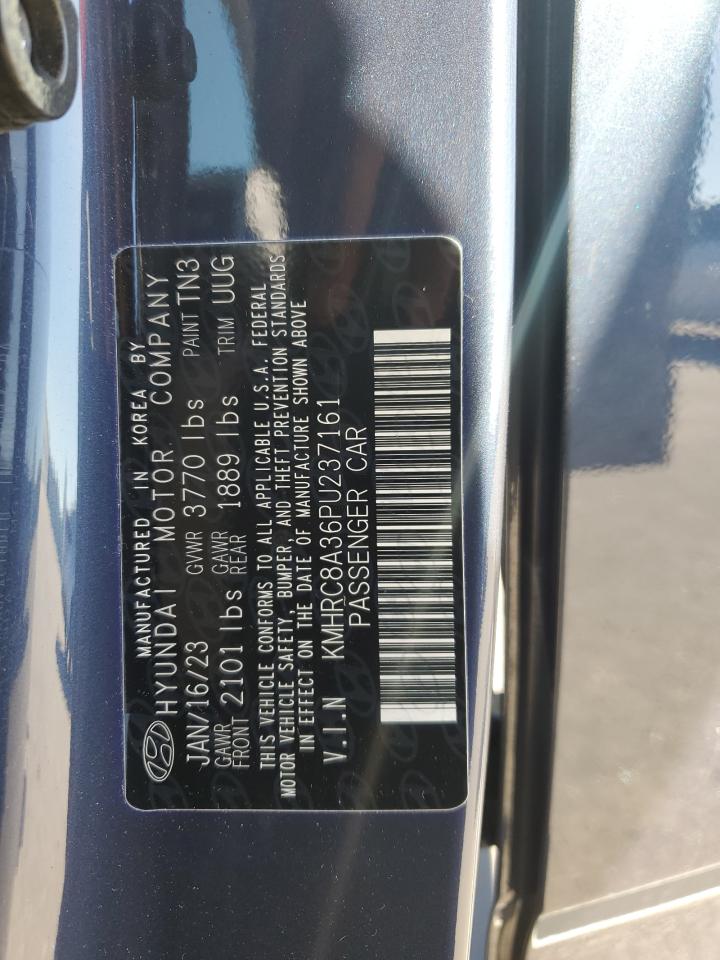 MANUFACTURED IN KOREA BY
HYUNDAI MOTOR COMPANY
JAN/16/23 GVWR 3770 lbs PAINT TN3
GAWR FRONT 2101 lbs GAWR REAR 1889 lbs TRIM UUG
THIS VEHICLE CONFORMS TO ALL APPLICABLE U.S.A. FEDERAL
MOTOR VEHICLE SAFETY, BUMPER, AND THEFT PREVENTION STANDARDS
IN EFFECT ON THE DATE OF MANUFACTURE SHOWN ABOVE
V.I.N KMHRC8A36PU237161
PASSENGER CAR